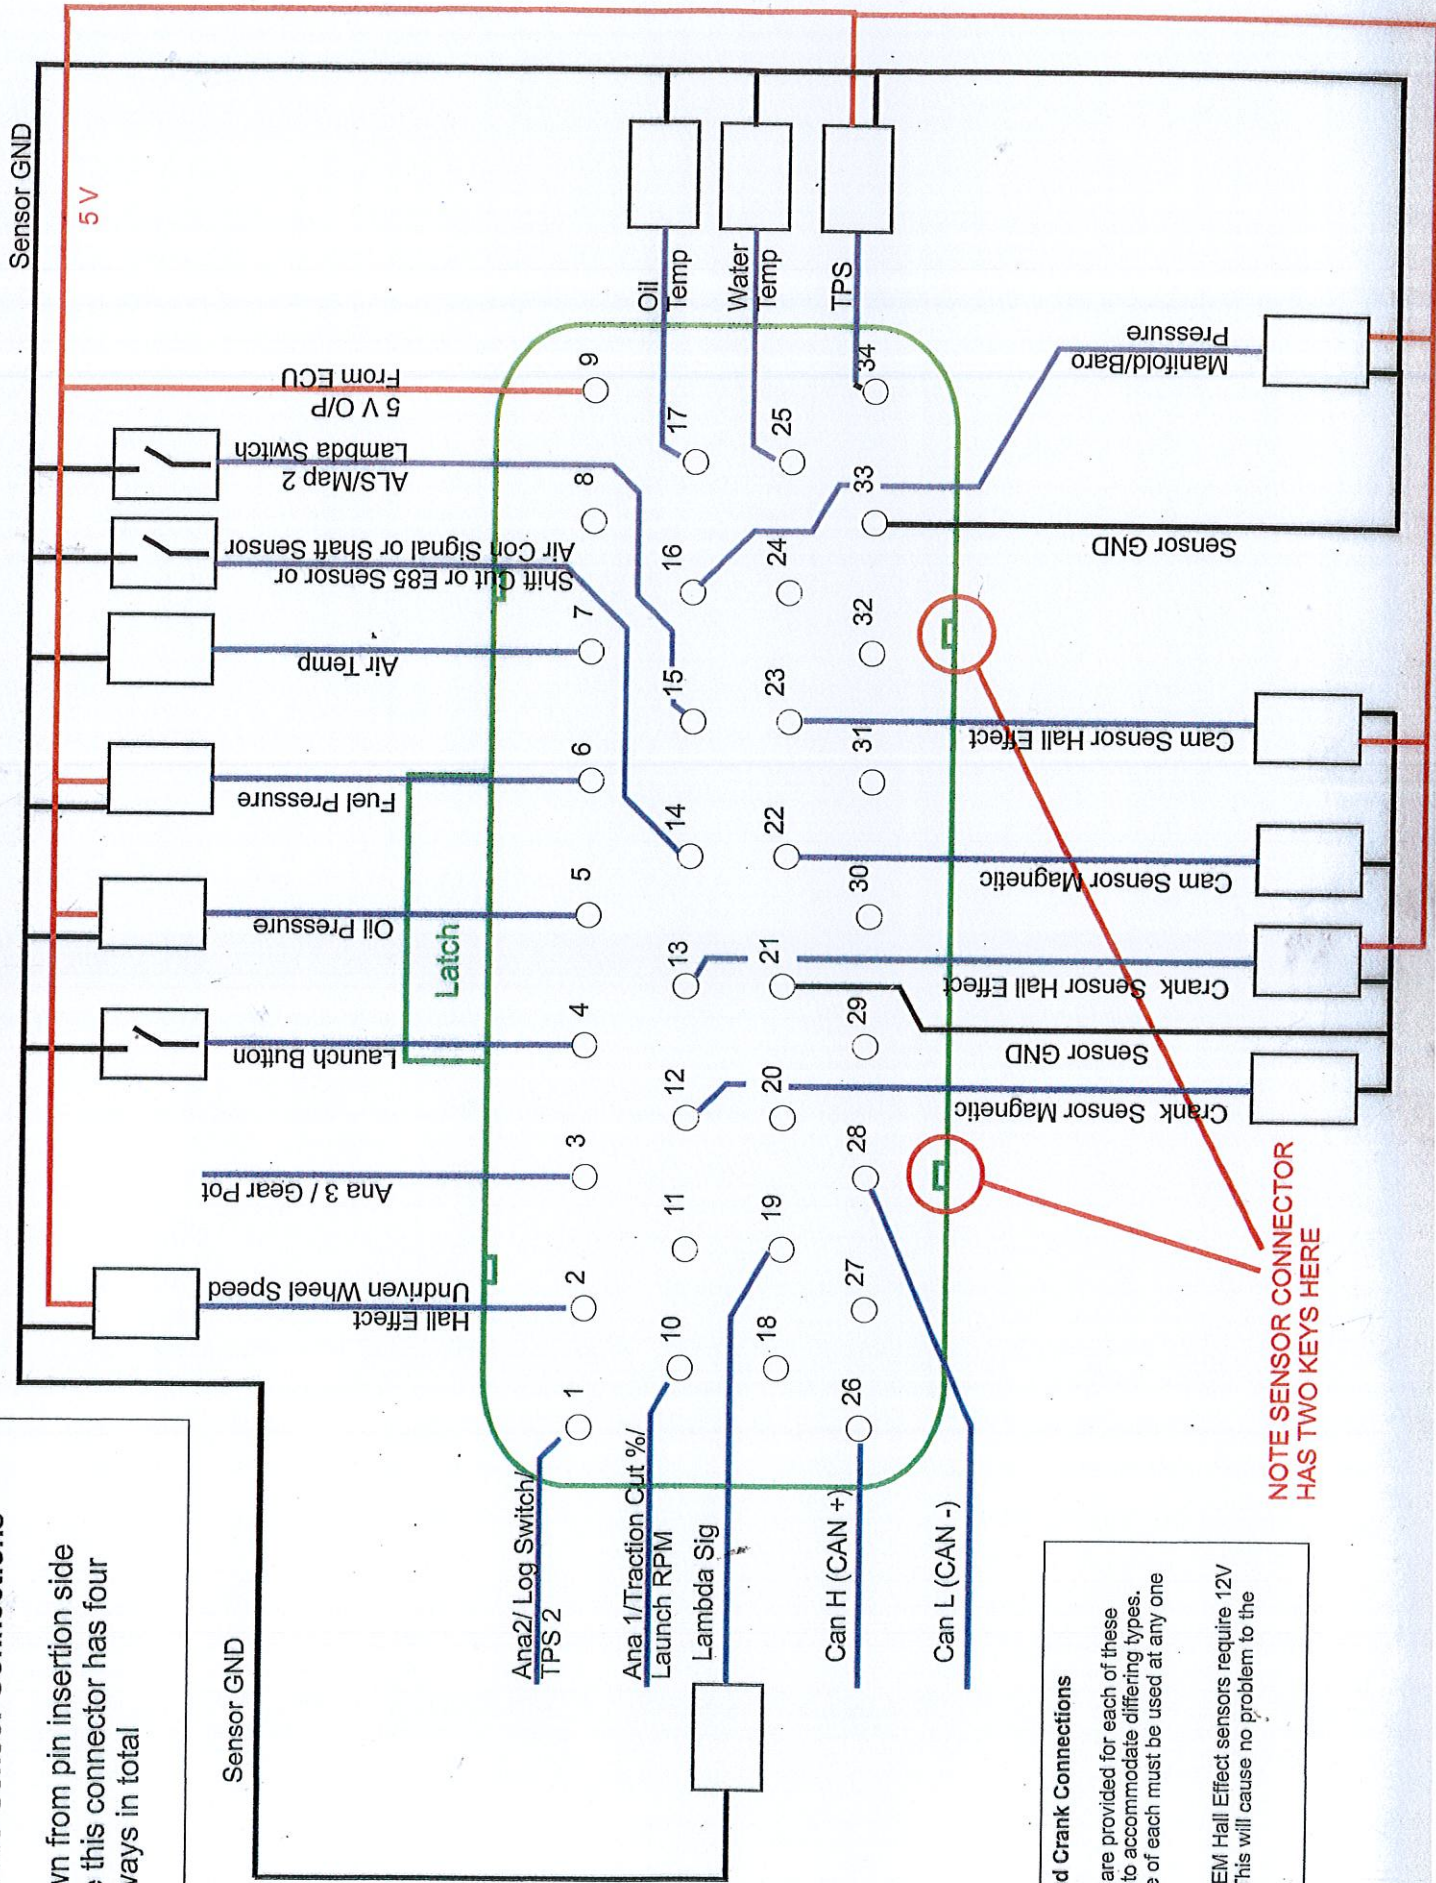 wn from pin insertion side
e this connector has four
ways in total
Sensor GND
Sensor GND
5 V
Hall Effect
Undriven Wheel Speed
Ana 3 / Gear Pot
Launch Button
Oil Pressure
Fuel Pressure
Air Temp
Shift Cut or E85 Sensor or
Air Con Signal or Shaft Sensor
ALS/Map 2
Lambda Switch
5 V O/P
From ECU
Latch
Ana2/ Log Switch/
TPS 2
Ana 1/Traction Cut %/
Launch RPM
Lambda Sig
Can H (CAN +)
Can L (CAN -)
1 2 3 4 5 6 7 8 9
10 11 12 13 14 15 16 17
18 19 20 21 22 23 24 25
26 27 28 29 30 31 32 33 34
Oil
Temp
Water
Temp
TPS
Crank Sensor Magnetic
Sensor GND
Crank Sensor Hall Effect
Cam Sensor Magnetic
Cam Sensor Hall Effect
Sensor GND
Manifold/Baro
Pressure
NOTE SENSOR CONNECTOR
HAS TWO KEYS HERE
d Crank Connections
are provided for each of these
to accommodate differing types.
e of each must be used at any one
EM Hall Effect sensors require 12V
This will cause no problem to the